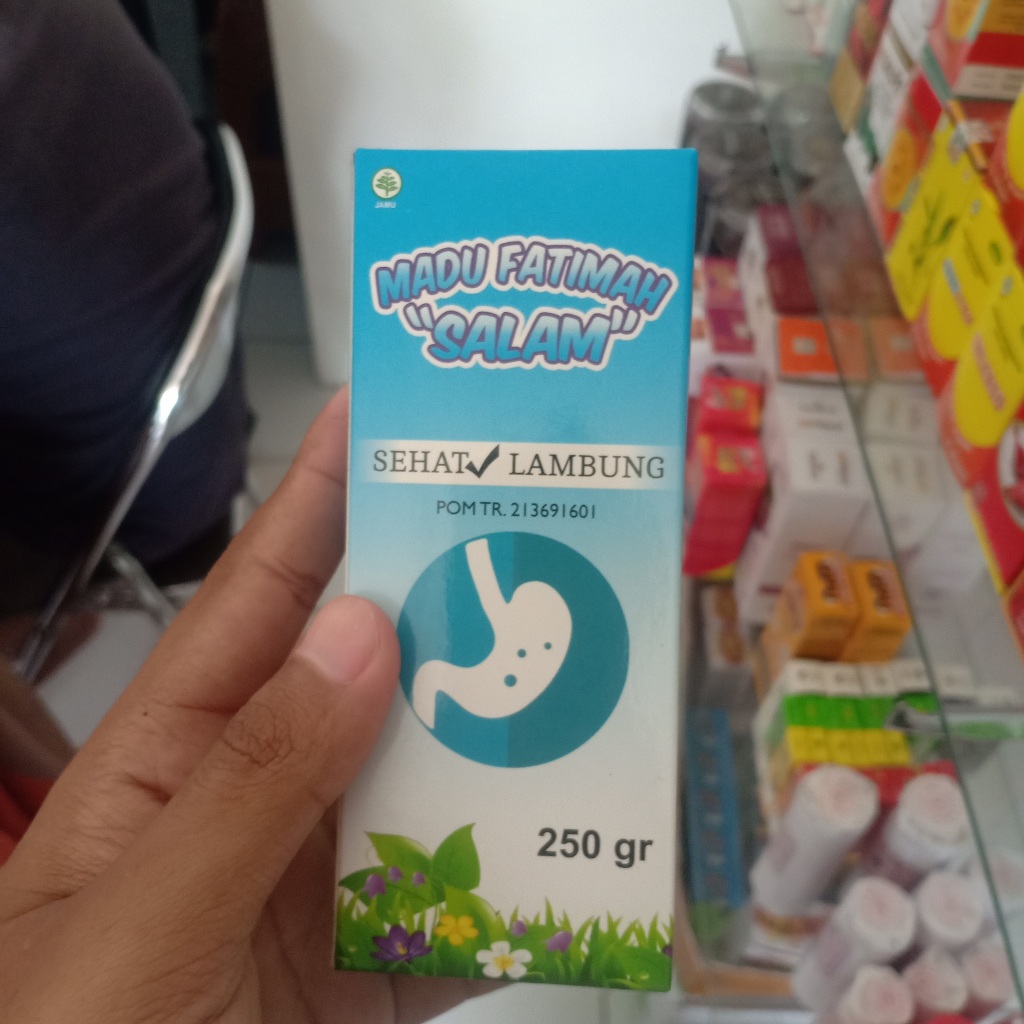 JAMU
MADU FATIMAH
"SALAM"
SEHAT LAMBUNG
POM TR. 213691601
250 gr